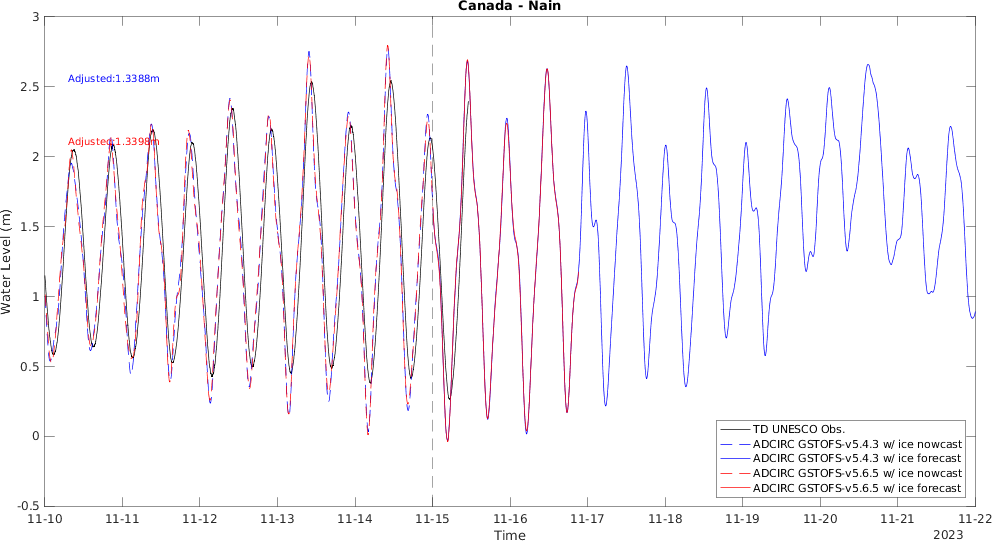 Canada - Nain
3
2.5
2
1.5
1
0.5
0
-0.5
Water Level (m)
Adjusted:1.3388m
Adjusted:1.3398m
TD UNESCO Obs.
ADCIRC GSTOFS-v5.4.3 w/ ice nowcast
ADCIRC GSTOFS-v5.4.3 w/ ice forecast
ADCIRC GSTOFS-v5.6.5 w/ ice nowcast
ADCIRC GSTOFS-v5.6.5 w/ ice forecast
11-10 11-11 11-12 11-13 11-14 11-15 11-16 11-17 11-18 11-19 11-20 11-21 11-22
Time
2023